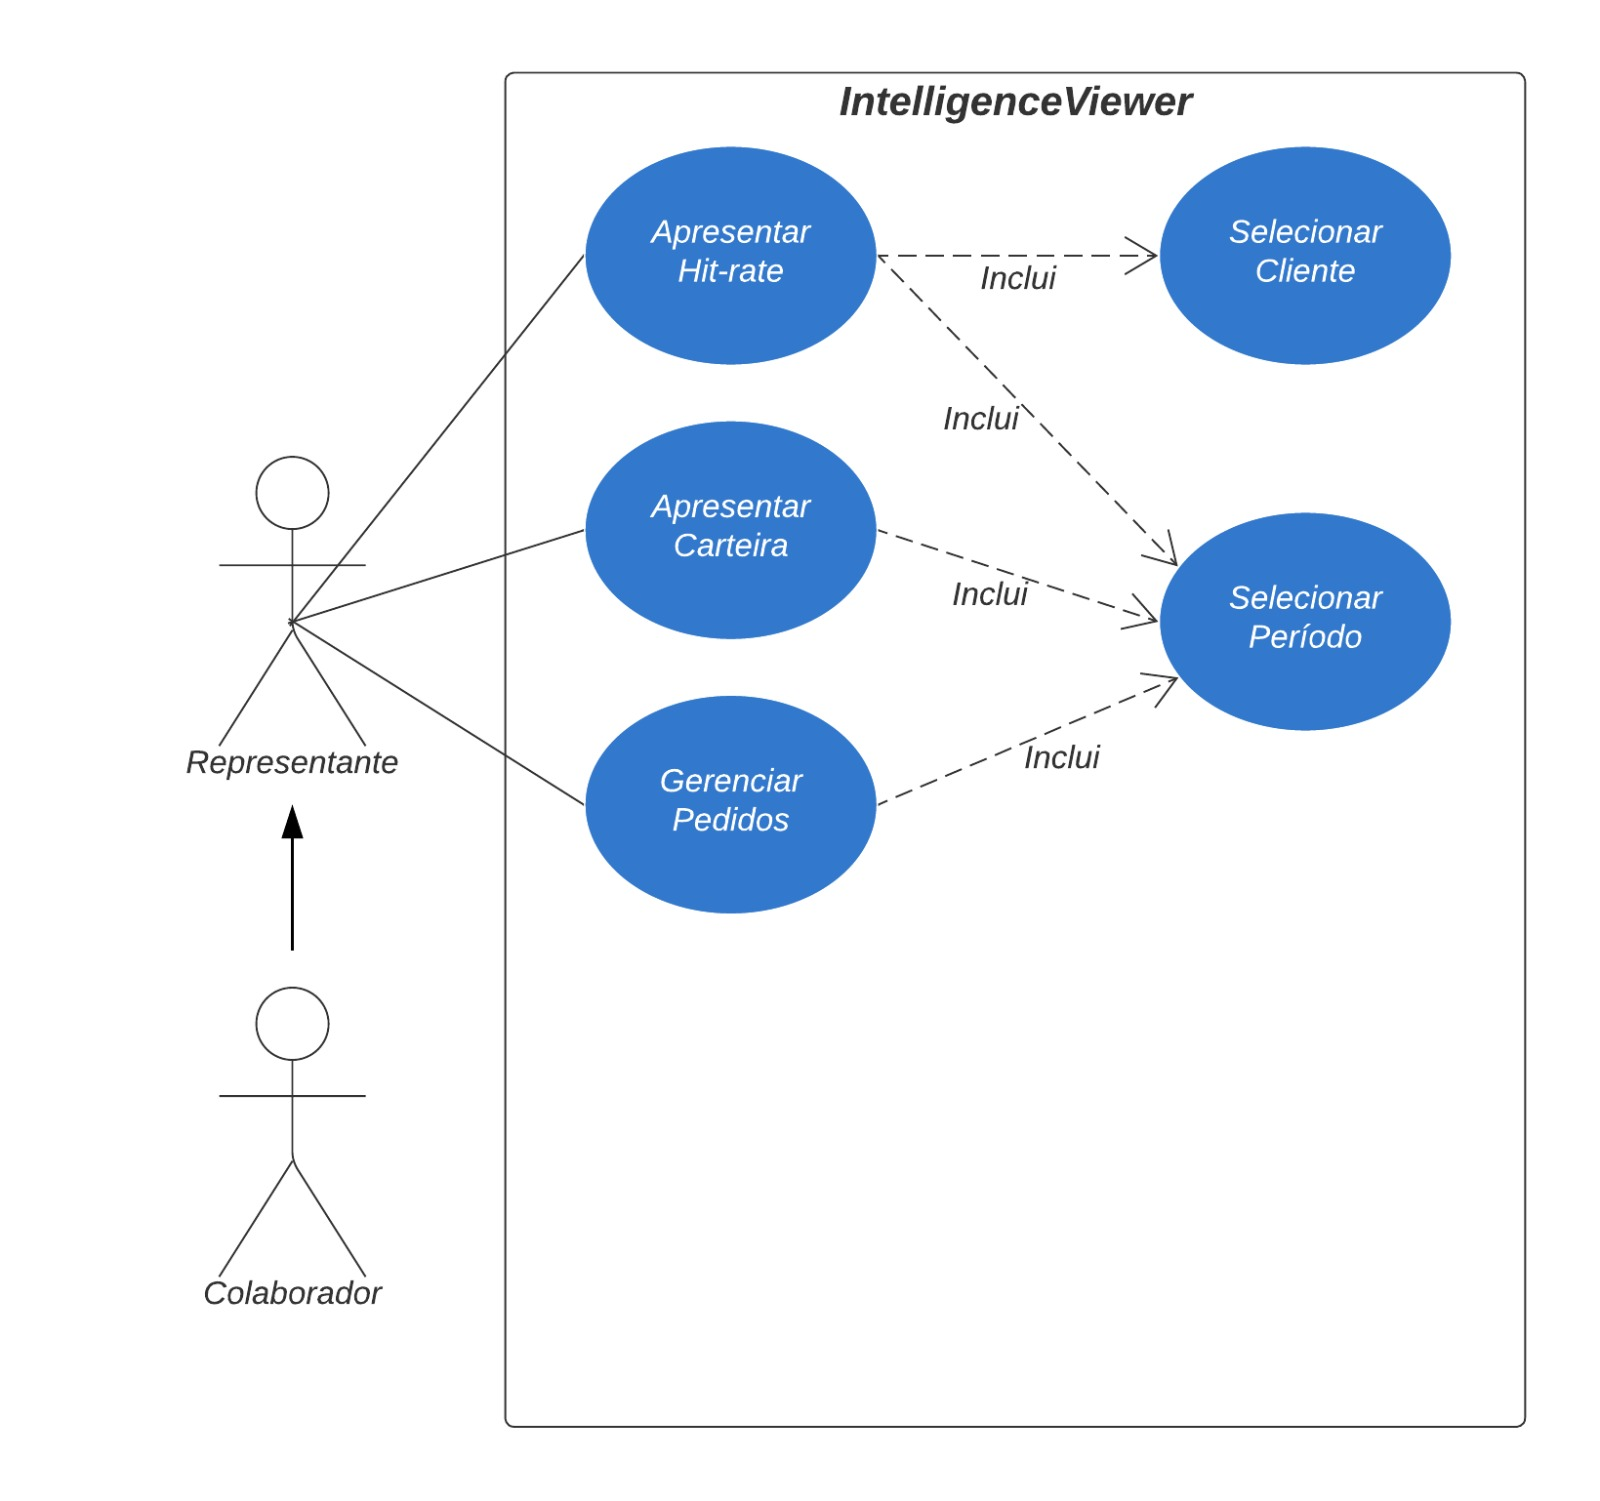 IntelligenceViewer
Apresentar
Hit-rate
Inclui
Selecionar
Cliente
Inclui
Apresentar
Carteira
Inclui
Selecionar
Período
Representante
Gerenciar
Pedidos
Inclui
Colaborador